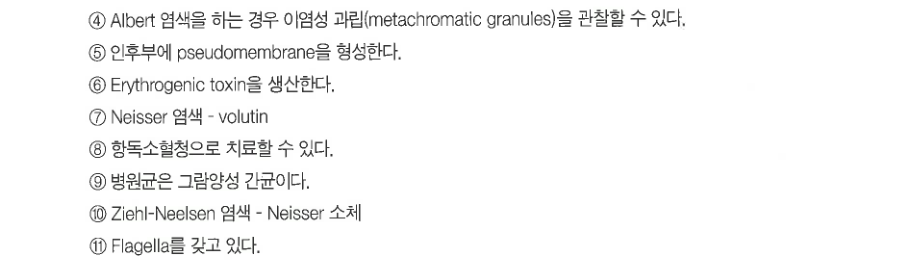 ④ Albert 염색을 하는 경우 이염성 과립(metachromatic granules)을 관찰할 수 있다.
⑤ 인후부에 pseudomembrane을 형성한다.
⑥ Erythrogenic toxin을 생산한다.
⑦ Neisser 염색 - volutin
⑧ 항독소혈청으로 치료할 수 있다.
⑨ 병원균은 그람양성 간균이다.
⑩ Ziehl-Neelsen 염색 - Neisser 소체
⑪ Flagella를 갖고 있다.